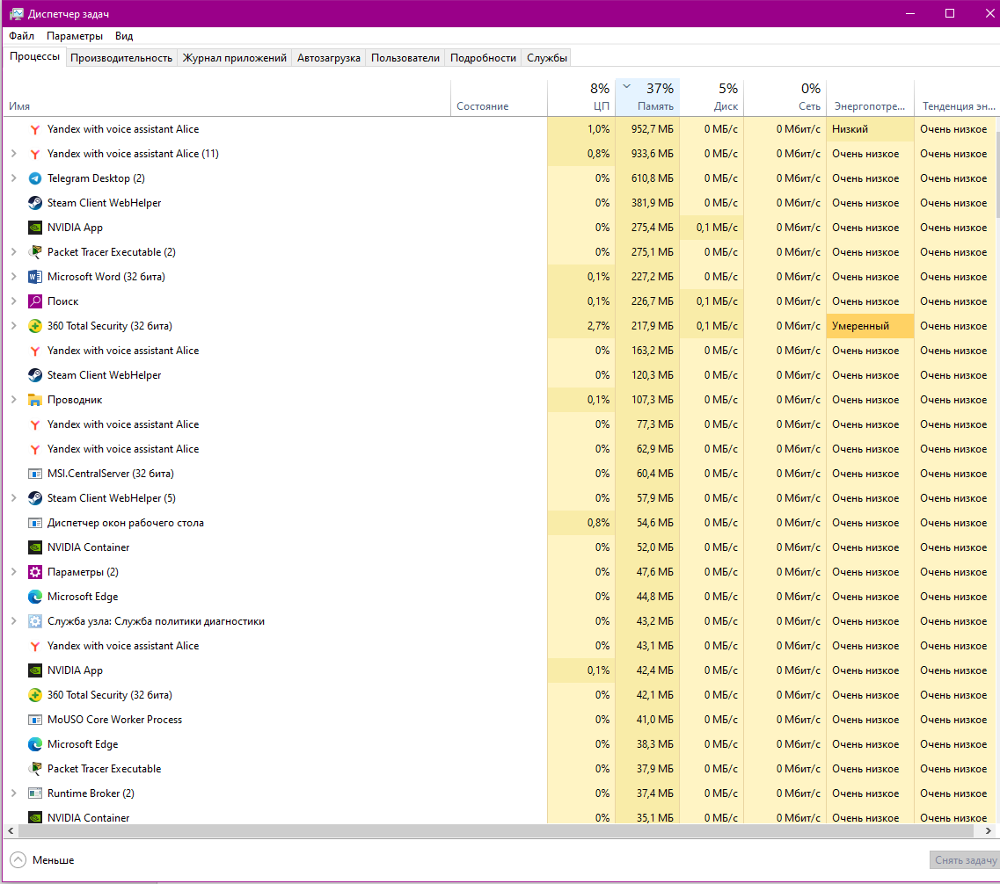 Диспетчер задач
Файл Параметры Вид
Процессы Производительность Журнал приложений Автозагрузка Пользователи Подробности Службы
8% 37% 5% 0%
Имя Состояние ЦП Память Диск Сеть Энергопотре... Тенденция эн...
Yandex with voice assistant Alice 1,0% 952,7 МБ 0 МБ/с 0 Мбит/с Низкий Очень низкое
Yandex with voice assistant Alice (11) 0,8% 933,6 МБ 0 МБ/с 0 Мбит/с Очень низкое Очень низкое
Telegram Desktop (2) 0% 610,8 МБ 0 МБ/с 0 Мбит/с Очень низкое Очень низкое
Steam Client WebHelper 0% 381,9 МБ 0 МБ/с 0 Мбит/с Очень низкое Очень низкое
NVIDIA App 0% 275,4 МБ 0,1 МБ/с 0 Мбит/с Очень низкое Очень низкое
Packet Tracer Executable (2) 0% 275,1 МБ 0 МБ/с 0 Мбит/с Очень низкое Очень низкое
Microsoft Word (32 бита) 0,1% 227,2 МБ 0 МБ/с 0 Мбит/с Очень низкое Очень низкое
Поиск 0,1% 226,7 МБ 0,1 МБ/с 0 Мбит/с Очень низкое Очень низкое
360 Total Security (32 бита) 2,7% 217,9 МБ 0,1 МБ/с 0 Мбит/с Умеренный Очень низкое
Yandex with voice assistant Alice 0% 163,2 МБ 0 МБ/с 0 Мбит/с Очень низкое Очень низкое
Steam Client WebHelper 0% 120,3 МБ 0 МБ/с 0 Мбит/с Очень низкое Очень низкое
Проводник 0,1% 107,3 МБ 0 МБ/с 0 Мбит/с Очень низкое Очень низкое
Yandex with voice assistant Alice 0% 77,3 МБ 0 МБ/с 0 Мбит/с Очень низкое Очень низкое
Yandex with voice assistant Alice 0% 62,9 МБ 0 МБ/с 0 Мбит/с Очень низкое Очень низкое
MSI.CentralServer (32 бита) 0% 60,4 МБ 0 МБ/с 0 Мбит/с Очень низкое Очень низкое
Steam Client WebHelper (5) 0% 57,9 МБ 0 МБ/с 0 Мбит/с Очень низкое Очень низкое
Диспетчер окон рабочего стола 0,8% 54,6 МБ 0 МБ/с 0 Мбит/с Очень низкое Очень низкое
NVIDIA Container 0% 52,0 МБ 0 МБ/с 0 Мбит/с Очень низкое Очень низкое
Параметры (2) 0% 47,6 МБ 0 МБ/с 0 Мбит/с Очень низкое Очень низкое
Microsoft Edge 0% 44,8 МБ 0 МБ/с 0 Мбит/с Очень низкое Очень низкое
Служба узла: Служба политики диагностики 0% 43,2 МБ 0 МБ/с 0 Мбит/с Очень низкое Очень низкое
Yandex with voice assistant Alice 0% 43,1 МБ 0 МБ/с 0 Мбит/с Очень низкое Очень низкое
NVIDIA App 0,1% 42,4 МБ 0 МБ/с 0 Мбит/с Очень низкое Очень низкое
360 Total Security (32 бита) 0% 42,1 МБ 0 МБ/с 0 Мбит/с Очень низкое Очень низкое
MoUSO Core Worker Process 0% 41,0 МБ 0 МБ/с 0 Мбит/с Очень низкое Очень низкое
Microsoft Edge 0% 38,3 МБ 0 МБ/с 0 Мбит/с Очень низкое Очень низкое
Packet Tracer Executable 0% 37,9 МБ 0 МБ/с 0 Мбит/с Очень низкое Очень низкое
Runtime Broker (2) 0% 37,4 МБ 0 МБ/с 0 Мбит/с Очень низкое Очень низкое
NVIDIA Container 0% 35,1 МБ 0 МБ/с 0 Мбит/с Очень низкое Очень низкое
Меньше Снять задачу